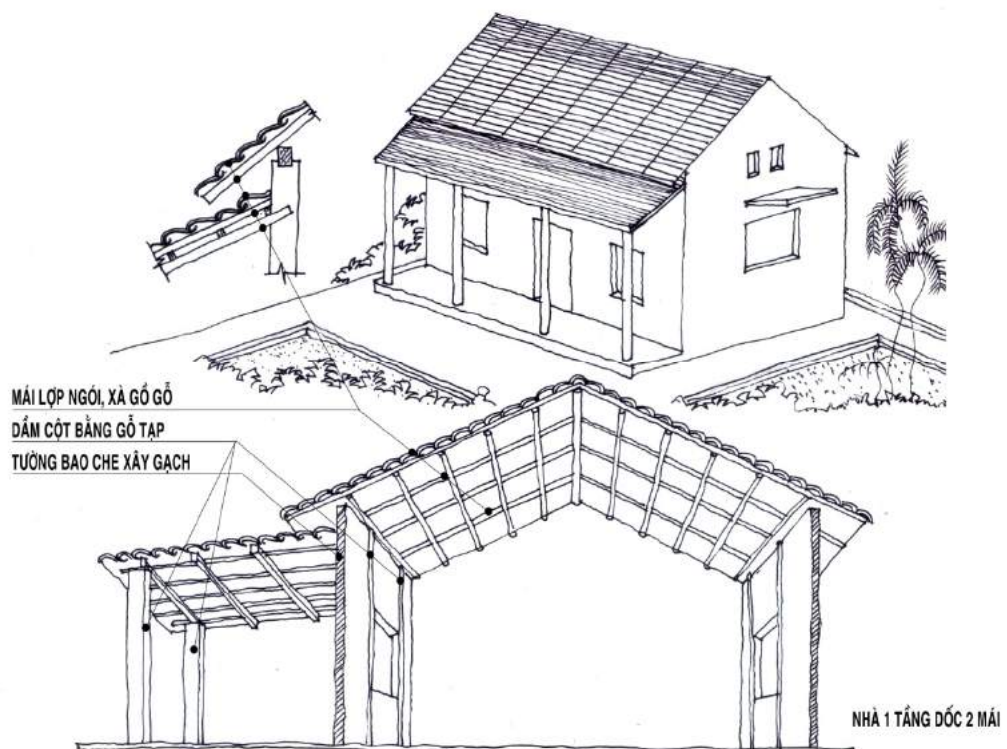 MÁI LỢP NGÓI, XÀ GỒ GỖ
DẦM CỘT BẰNG GỖ TẠP
TƯỜNG BAO CHE XÂY GẠCH
NHÀ 1 TẦNG DỐC 2 MÁI